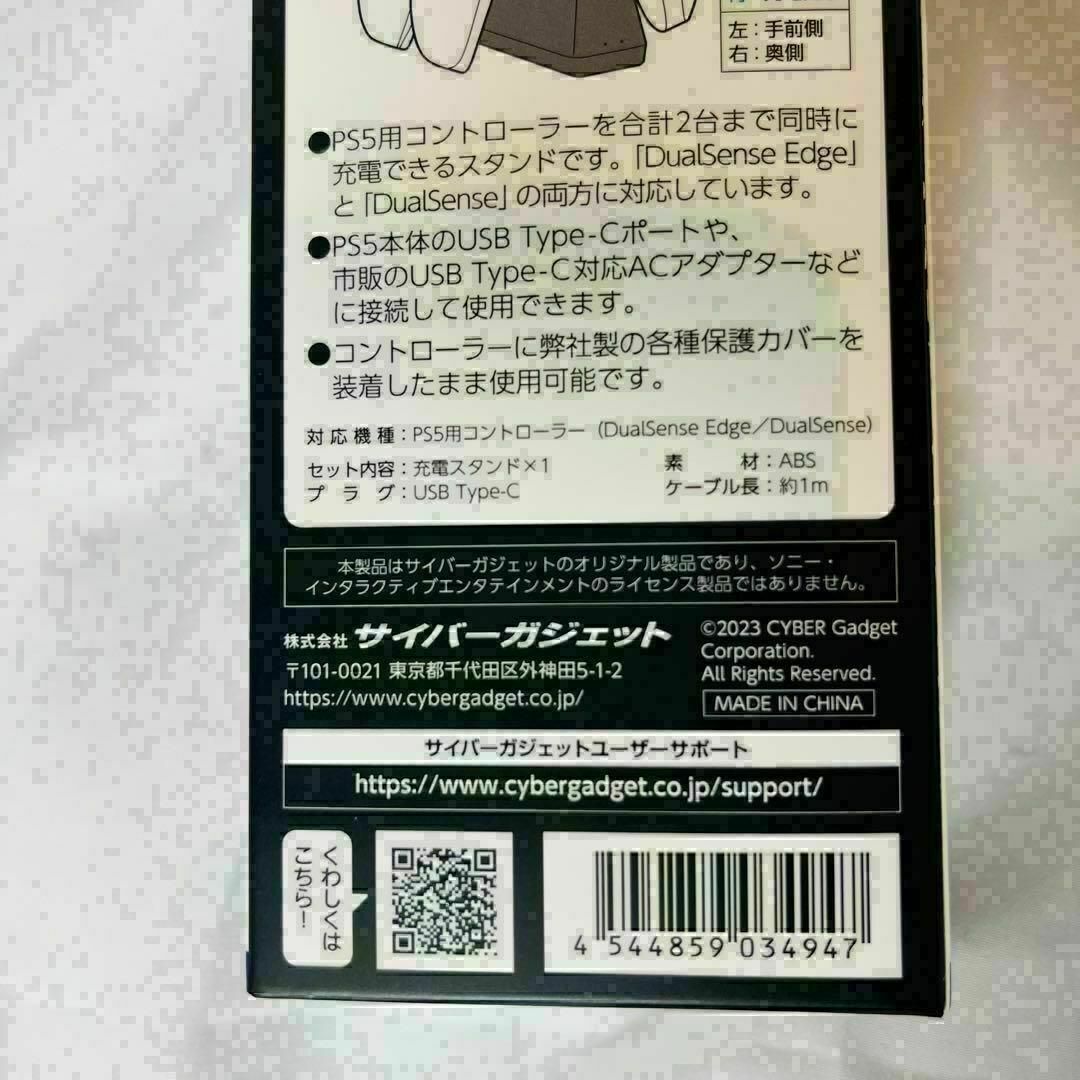 左：手前側
右：奥側
●PS5用コントローラーを合計2台まで同時に
充電できるスタンドです。「DualSense Edge」
と「DualSense」の両方に対応しています。
●PS5本体のUSB Type-Cポートや、
市販のUSB Type-C対応ACアダプターなど
に接続して使用できます。
●コントローラーに弊社製の各種保護カバーを
装着したまま使用可能です。
対応機種：PS5用コントローラー（DualSense Edge／DualSense）
セット内容：充電スタンド×1
素材：ABS
プラグ：USB Type-C
ケーブル長：約1m
本製品はサイバーガジェットのオリジナル製品であり、ソニー・
インタラクティブエンタテインメントのライセンス製品ではありません。
株式会社 サイバーガジェット
〒101-0021 東京都千代田区外神田5-1-2
https://www.cybergadget.co.jp/
©2023 CYBER Gadget
Corporation.
All Rights Reserved.
MADE IN CHINA
サイバーガジェットユーザーサポート
https://www.cybergadget.co.jp/support/
くわしくは
こちら！
4 544859 034947